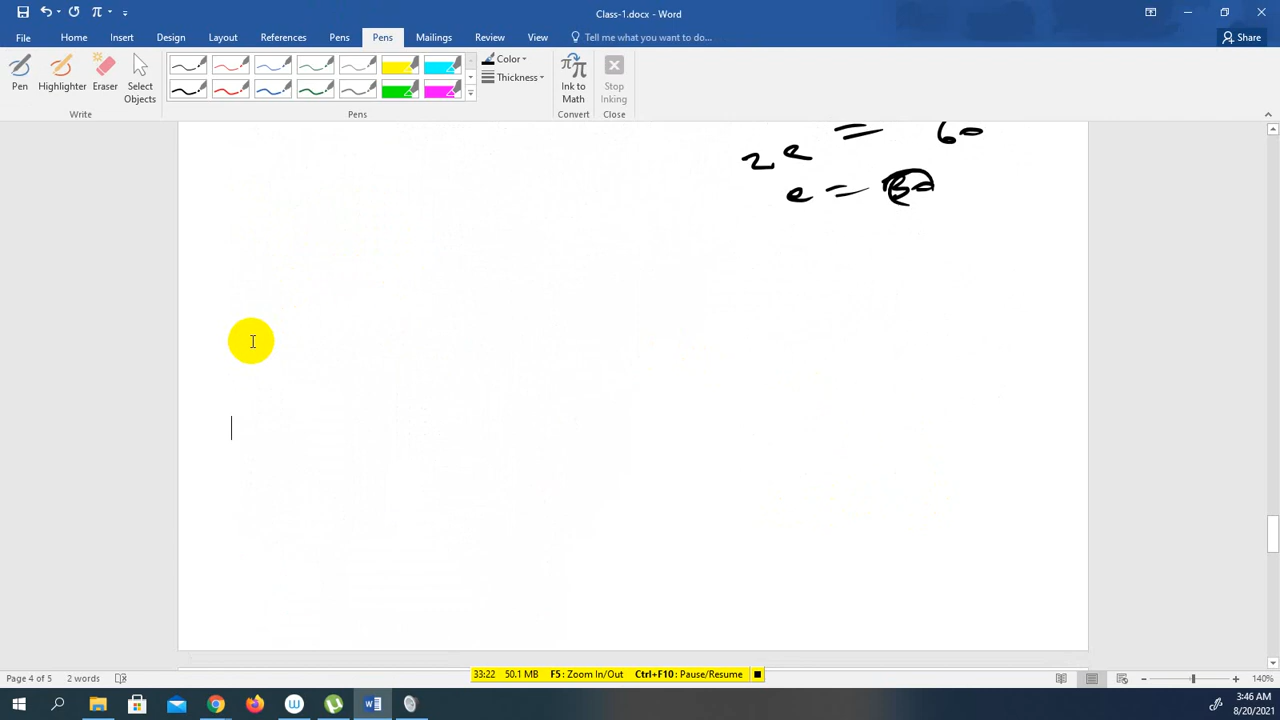 Class-1.docx - Word
File Home Insert Design Layout References Pens Pens Mailings Review View Tell me what you want to do... Share
Pen Highlighter Eraser Select Objects Color Thickness Ink to Math Stop Inking
Write Pens Convert Close
= 60
2e
e = 30
Page 4 of 5 2 words 140%
33:22 50.1 MB F5: Zoom In/Out Ctrl+F10: Pause/Resume
3:46 AM
8/20/2021